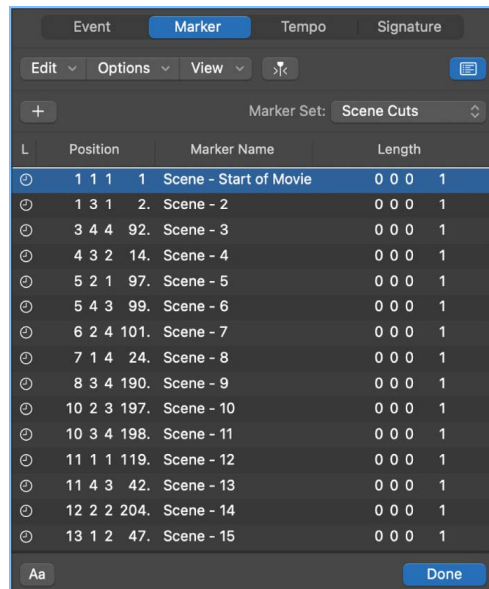 Event Marker Tempo Signature
Edit Options View
+ Marker Set: Scene Cuts
L Position Marker Name Length
1 1 1 1 Scene - Start of Movie 0 0 0 1
1 3 1 2. Scene - 2 0 0 0 1
3 4 4 92. Scene - 3 0 0 0 1
4 3 2 14. Scene - 4 0 0 0 1
5 2 1 97. Scene - 5 0 0 0 1
5 4 3 99. Scene - 6 0 0 0 1
6 2 4 101. Scene - 7 0 0 0 1
7 1 4 24. Scene - 8 0 0 0 1
8 3 4 190. Scene - 9 0 0 0 1
10 2 3 197. Scene - 10 0 0 0 1
10 3 4 198. Scene - 11 0 0 0 1
11 1 1 119. Scene - 12 0 0 0 1
11 4 3 42. Scene - 13 0 0 0 1
12 2 2 204. Scene - 14 0 0 0 1
13 1 2 47. Scene - 15 0 0 0 1
Aa Done